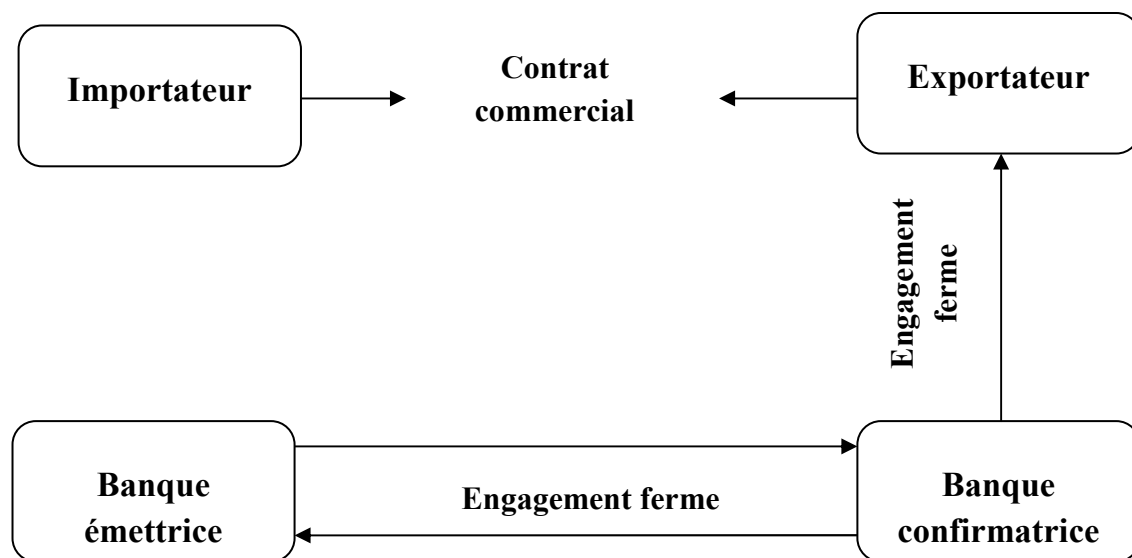 Importateur
Contrat
commercial
Exportateur
Engagement
ferme
Banque
émettrice
Engagement ferme
Banque
confirmatrice